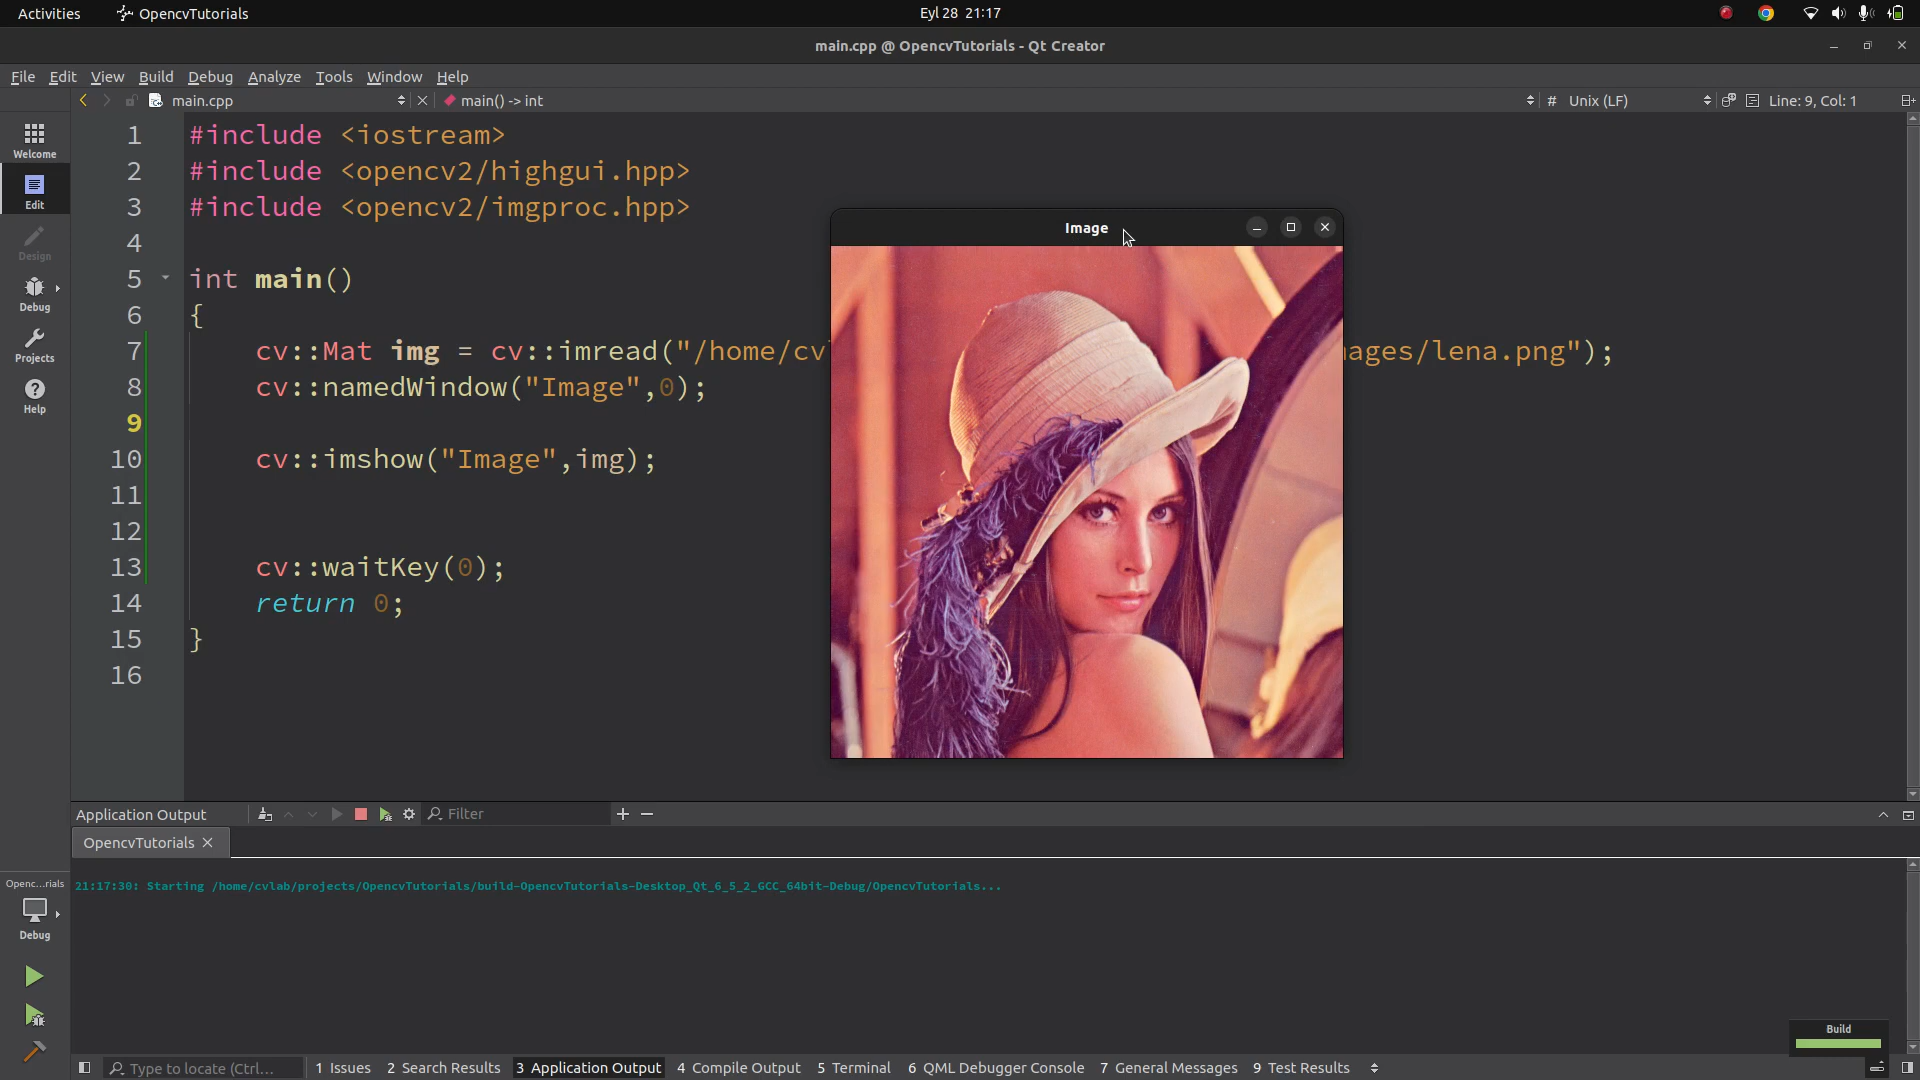 Activities OpencvTutorials Eyl 28 21:17
main.cpp @ OpencvTutorials - Qt Creator
File Edit View Build Debug Analyze Tools Window Help
main.cpp main() -> int # Unix (LF) Line: 9, Col: 1
Welcome
Edit
Design
Debug
Projects
Help
1 #include <iostream>
2 #include <opencv2/highgui.hpp>
3 #include <opencv2/imgproc.hpp>
4
5 int main()
6 {
7 cv::Mat img = cv::imread("/home/cv ages/lena.png");
8 cv::namedWindow("Image",0);
9
10 cv::imshow("Image",img);
11
12
13 cv::waitKey(0);
14 return 0;
15 }
16
Image
Application Output Filter
OpencvTutorials
21:17:30: Starting /home/cvlab/projects/OpencvTutorials/build-OpencvTutorials-Desktop_Qt_6_5_2_GCC_64bit-Debug/OpencvTutorials...
Openc...rials
Debug
Build
Type to locate (Ctrl... 1 Issues 2 Search Results 3 Application Output 4 Compile Output 5 Terminal 6 QML Debugger Console 7 General Messages 9 Test Results